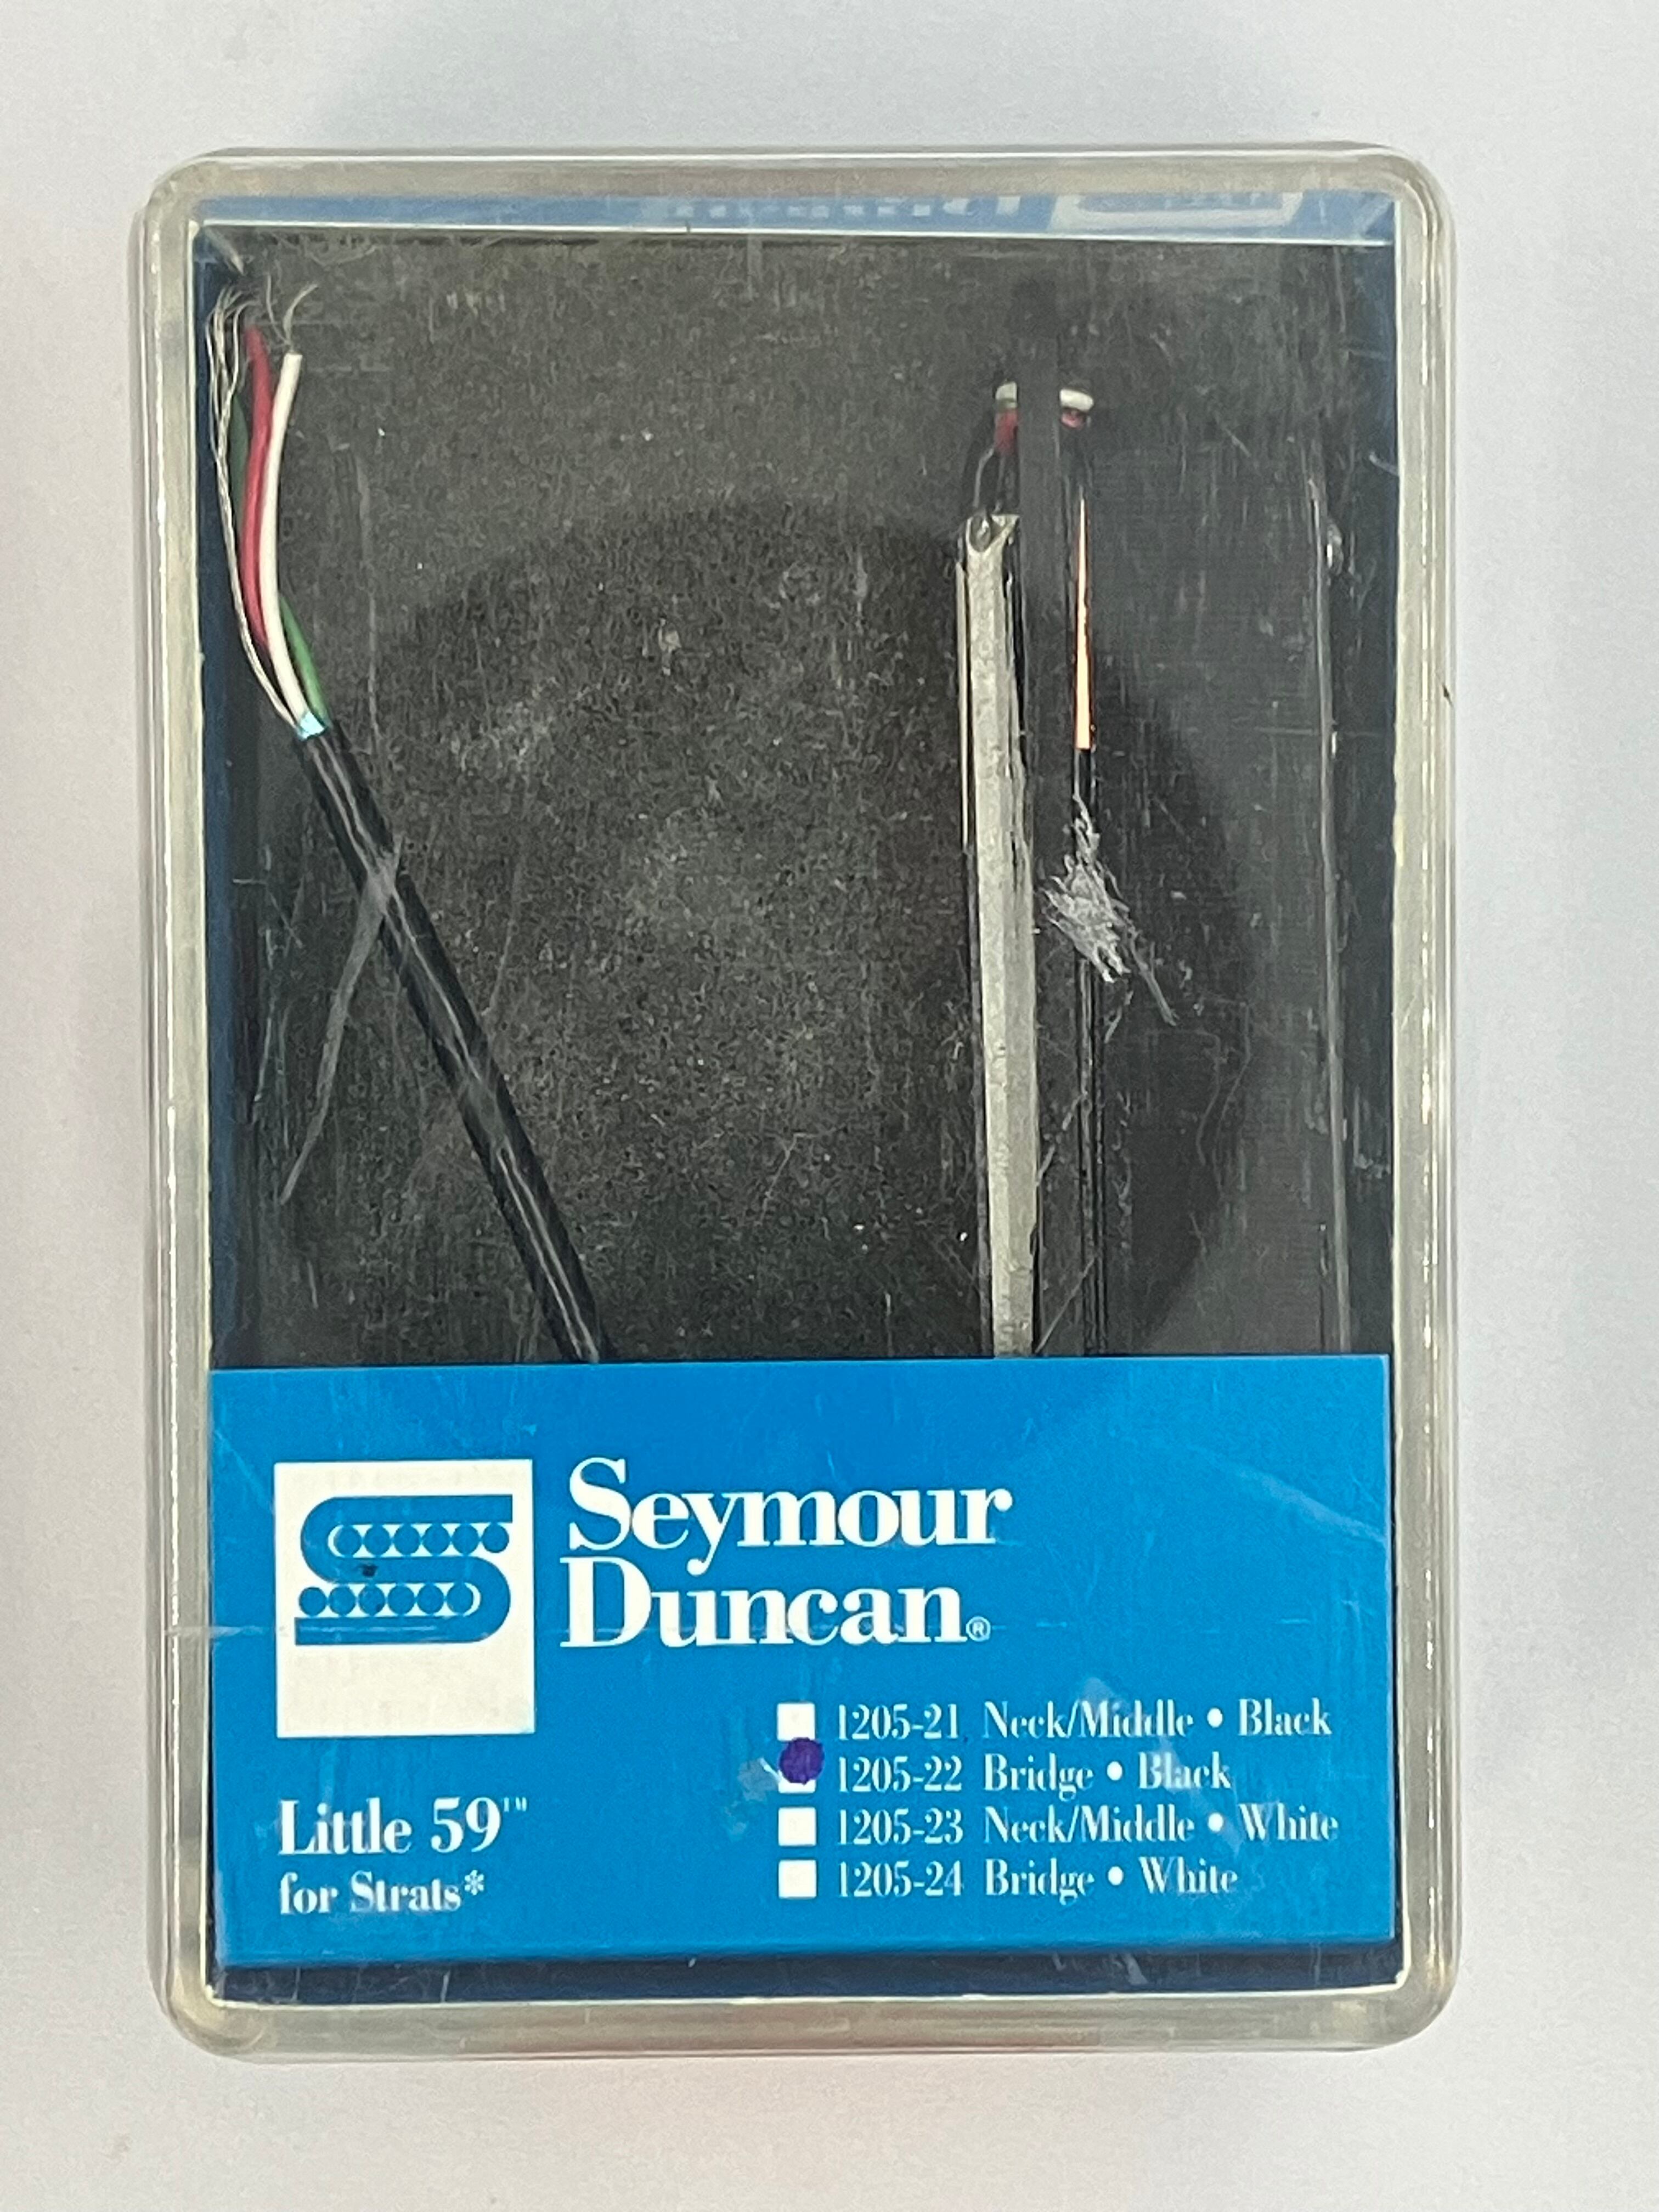 Seymour
Duncan®
1205-21 Neck/Middle • Black
1205-22 Bridge • Black
1205-23 Neck/Middle • White
1205-24 Bridge • White
Little 59™
for Strats*